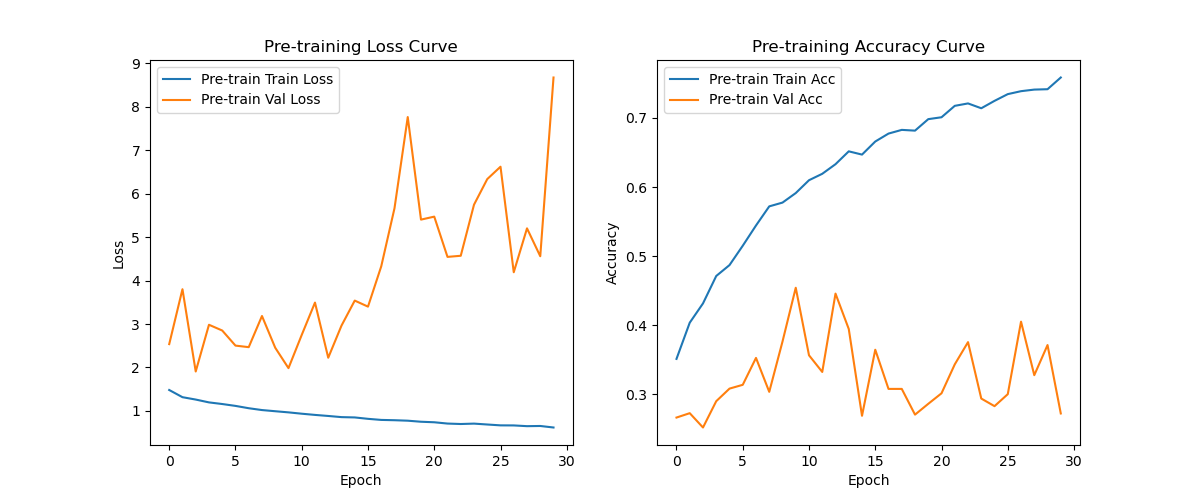 Pre-training Loss Curve
Pre-train Train Loss
Pre-train Val Loss
9
8
7
6
5
4
3
2
1
Loss
0
5
10
15
20
25
30
Epoch
Pre-training Accuracy Curve
Pre-train Train Acc
Pre-train Val Acc
0.7
0.6
0.5
0.4
0.3
Accuracy
0
5
10
15
20
25
30
Epoch